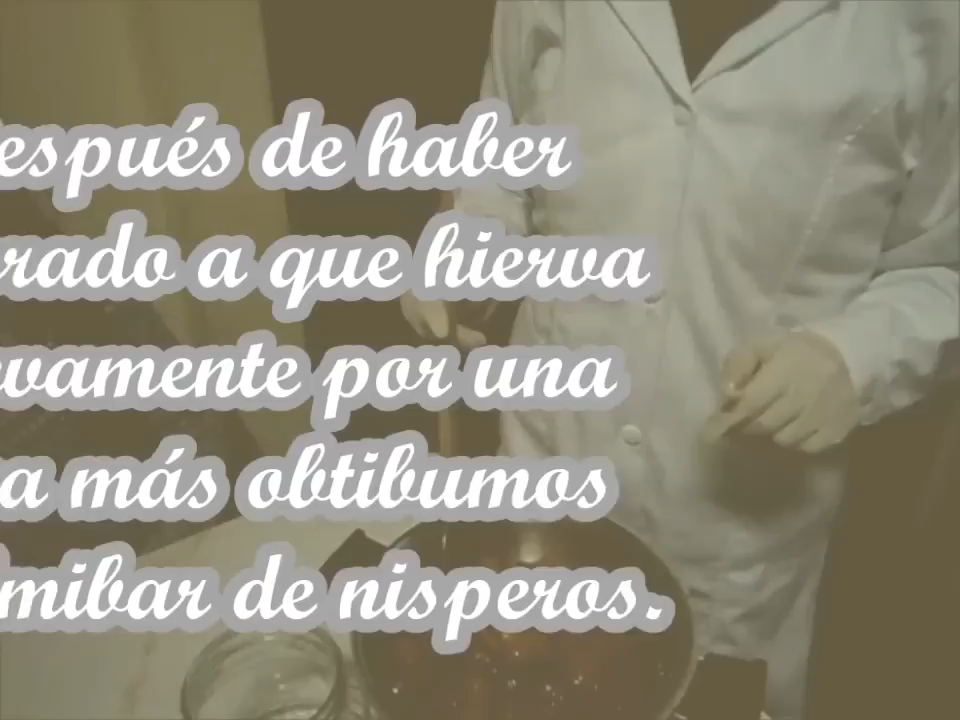 espués de haber
rado a que hierva
vamente por una
a más obtibumos
mibar de nisperos.